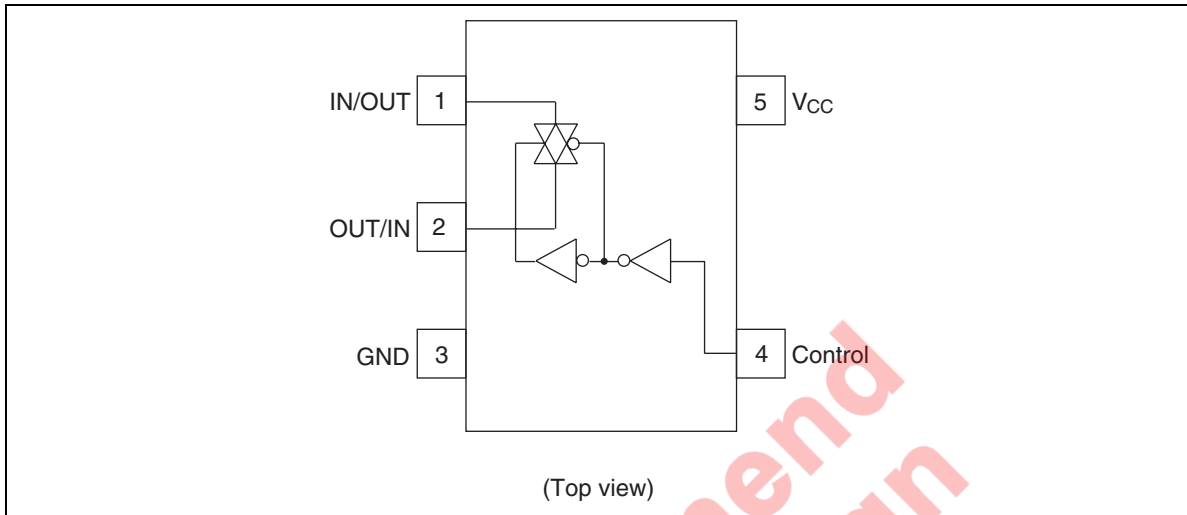 IN/OUT 1
5 VCC
OUT/IN 2
GND 3
4 Control
(Top view)